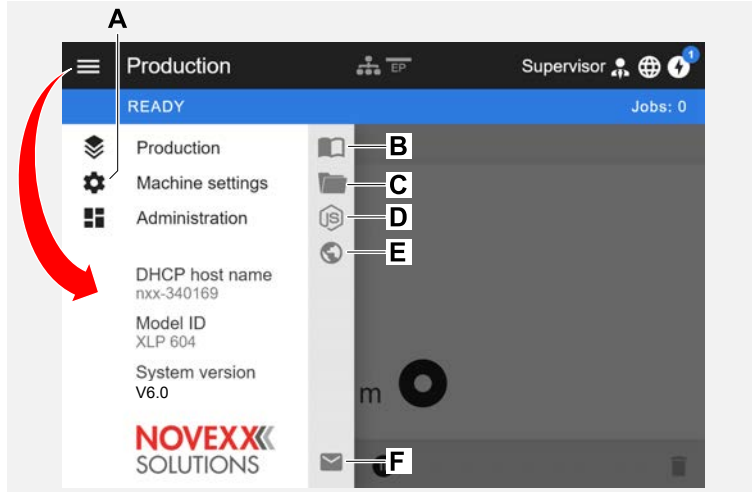 A
Production
EP
Supervisor
1
READY
Jobs: 0
Production
B
Machine settings
C
Administration
JS
D
E
DHCP host name
nxx-340169
Model ID
XLP 604
System version
V6.0
m
NOVEXX
SOLUTIONS
F